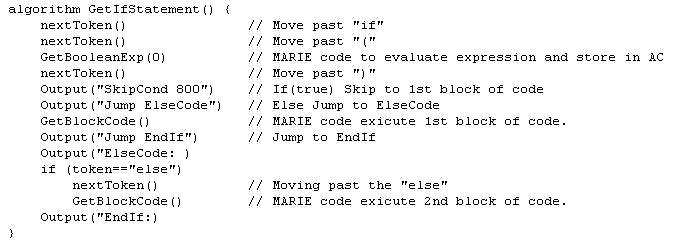 algorithm GetIfStatement() {
nextToken() // Move past "if"
nextToken() // Move past "("
GetBooleanExp(0) // MARIE code to evaluate expression and store in AC
nextToken() // Move past ")"
Output("SkipCond 800") // If(true) Skip to 1st block of code
Output("Jump ElseCode") // Else Jump to ElseCode
GetBlockCode() // MARIE code exicute 1st block of code.
Output("Jump EndIf") // Jump to EndIf
Output("ElseCode: )
if (token=="else")
nextToken() // Moving past the "else"
GetBlockCode() // MARIE code exicute 2nd block of code.
Output("EndIf:)
}